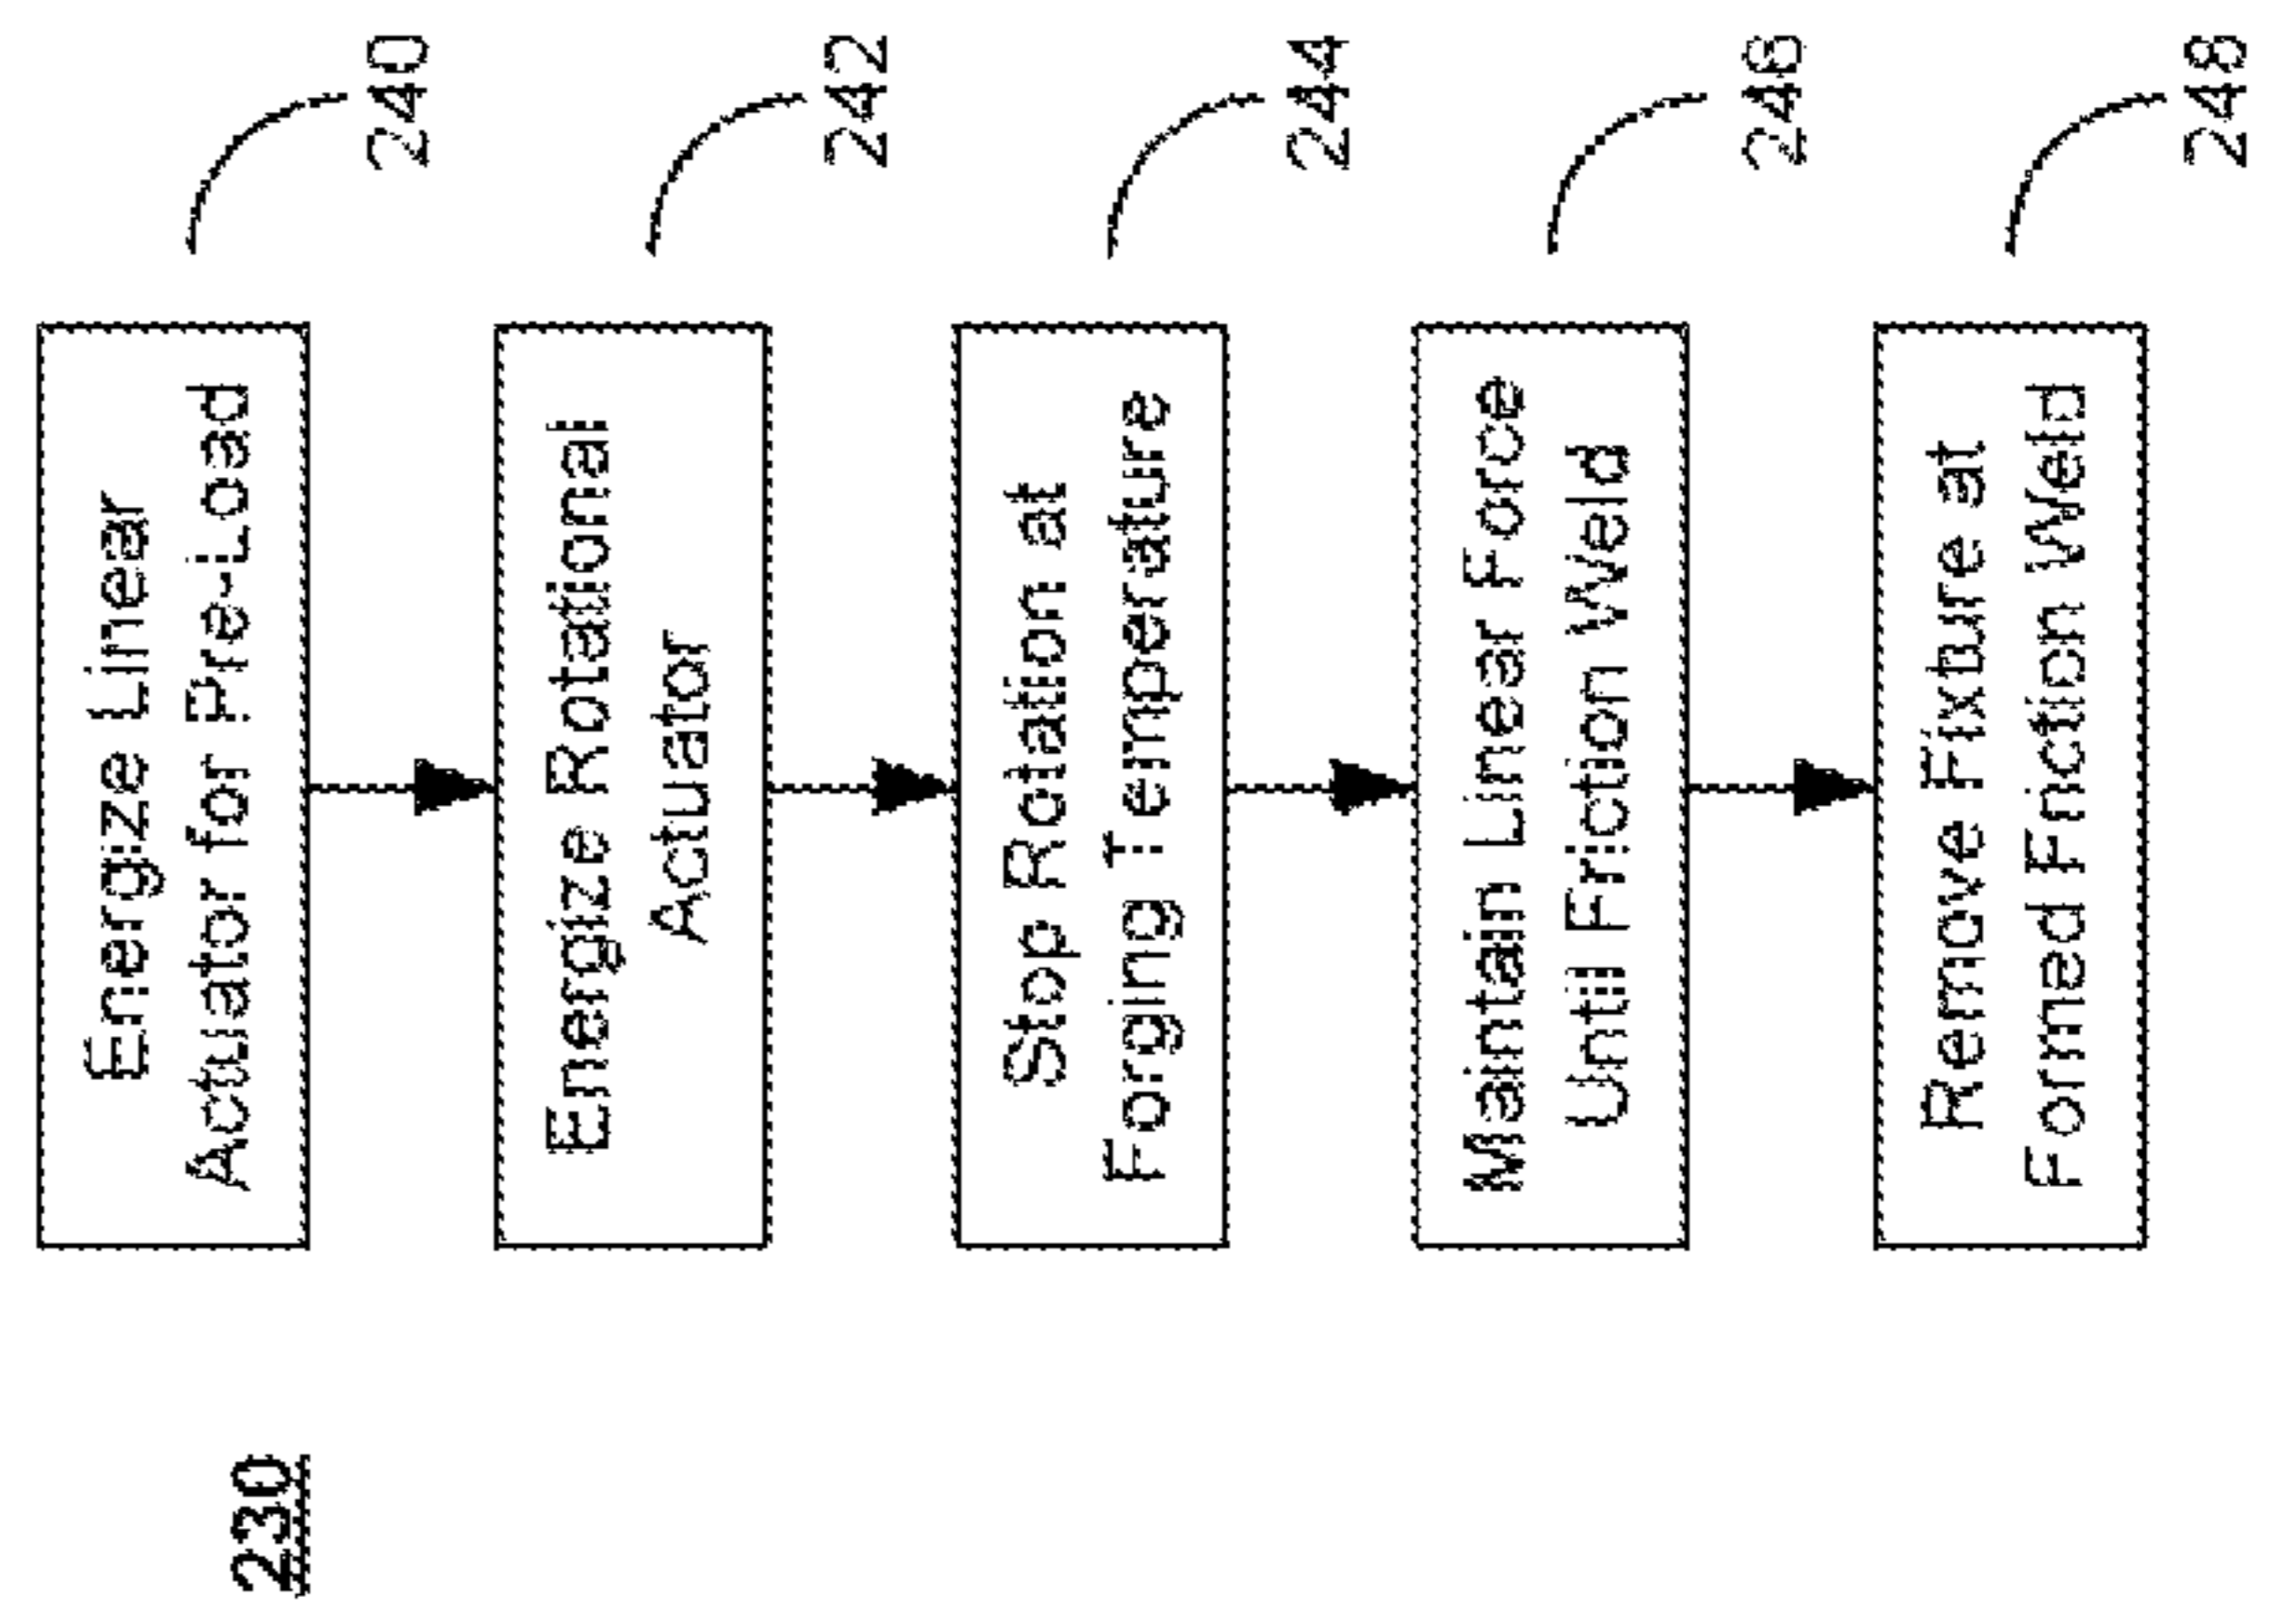 230
Energize Linear
Actuator for Pre-Load
240
Energize Rotational
Actuator
242
Stop Rotation at
Forging Temperature
244
Maintain Linear Force
Until Friction Weld
246
Remove Fixture at
Formed Friction Weld
248